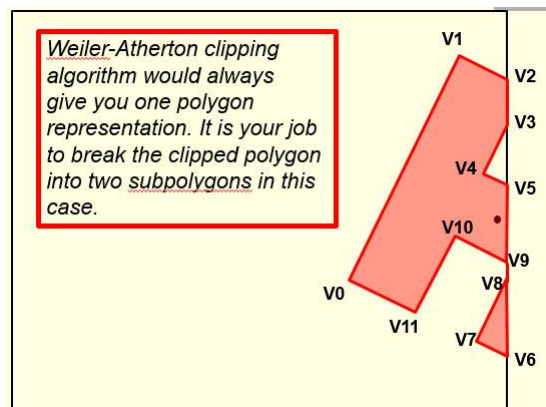 Weiler-Atherton clipping
algorithm would always
give you one polygon
representation. It is your job
to break the clipped polygon
into two subpolygons in this
case.
V1
V2
V3
V4
V5
V10
V9
V8
V0
V11
V7
V6